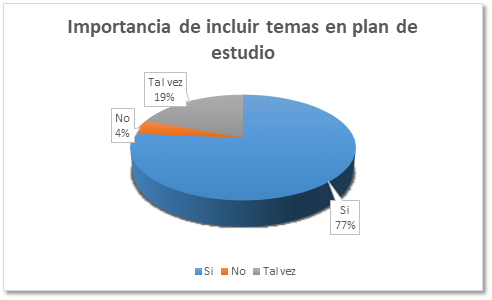 Importancia de incluir temas en plan de
estudio
Tal vez
19%
No
4%
Si
77%
Si No Tal vez